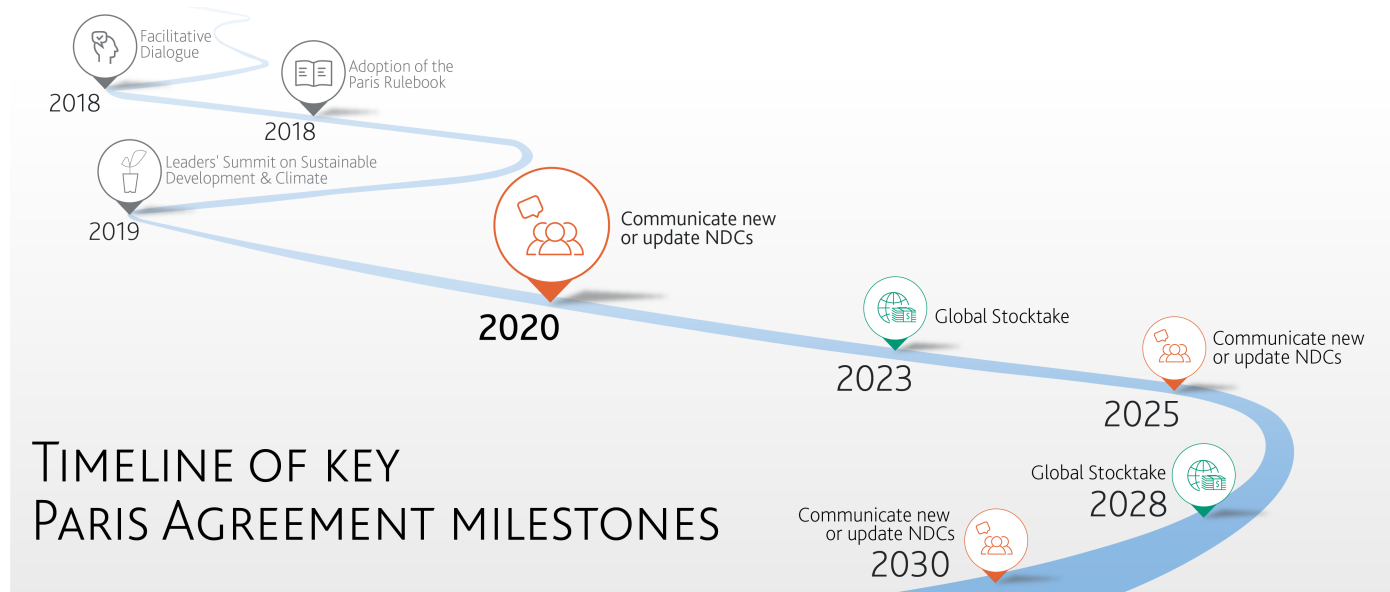 Facilitative
Dialogue
2018
Adoption of the
Paris Rulebook
2018
Leaders' Summit on Sustainable
Development & Climate
2019
Communicate new
or update NDCs
2020
Global Stocktake
2023
Communicate new
or update NDCs
2025
Global Stocktake
2028
Communicate new
or update NDCs
2030
Timeline of key
Paris Agreement milestones